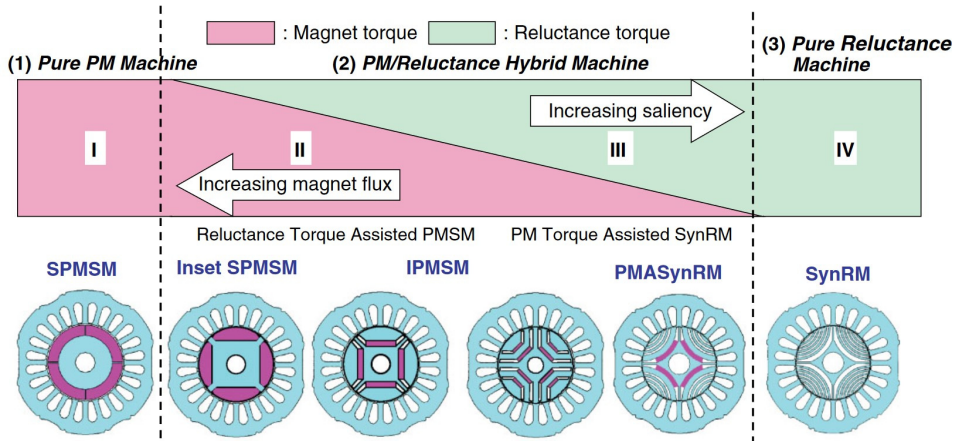 : Magnet torque : Reluctance torque
(1) Pure PM Machine
(2) PM/Reluctance Hybrid Machine
(3) Pure Reluctance
Machine
Increasing saliency
I
II
III
IV
Increasing magnet flux
Reluctance Torque Assisted PMSM
PM Torque Assisted SynRM
SPMSM
Inset SPMSM
IPMSM
PMASynRM
SynRM